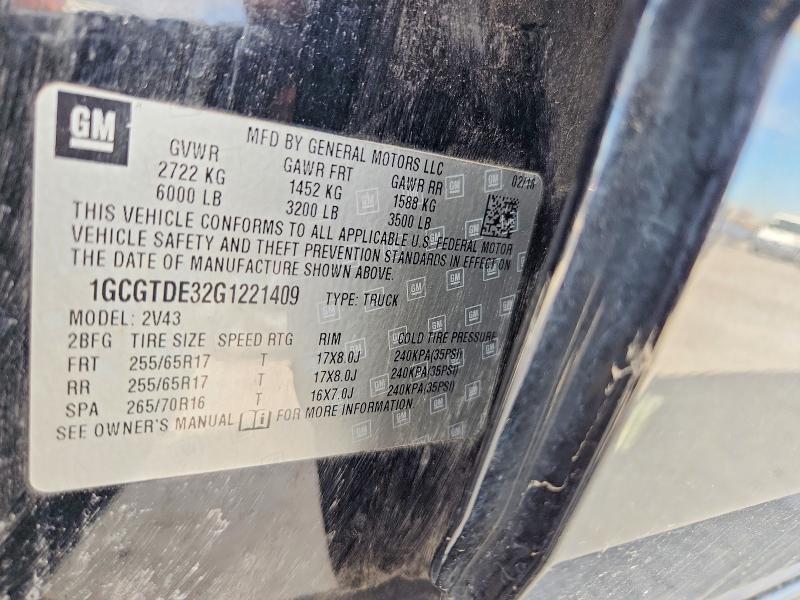 GM
MFD BY GENERAL MOTORS LLC
GVWR GAWR FRT GAWR RR 02/16
2722 KG 1452 KG 1588 KG
6000 LB 3200 LB 3500 LB
THIS VEHICLE CONFORMS TO ALL APPLICABLE U.S. FEDERAL MOTOR
VEHICLE SAFETY AND THEFT PREVENTION STANDARDS IN EFFECT ON
THE DATE OF MANUFACTURE SHOWN ABOVE.
1GCGTDE32G1221409 TYPE: TRUCK
MODEL: 2V43
2BFG TIRE SIZE SPEED RTG RIM COLD TIRE PRESSURE
FRT 255/65R17 T 17X8.0J 240KPA(35PSI)
RR 255/65R17 T 17X8.0J 240KPA(35PSI)
SPA 265/70R16 T 16X7.0J 240KPA(35PSI)
SEE OWNER'S MANUAL FOR MORE INFORMATION.